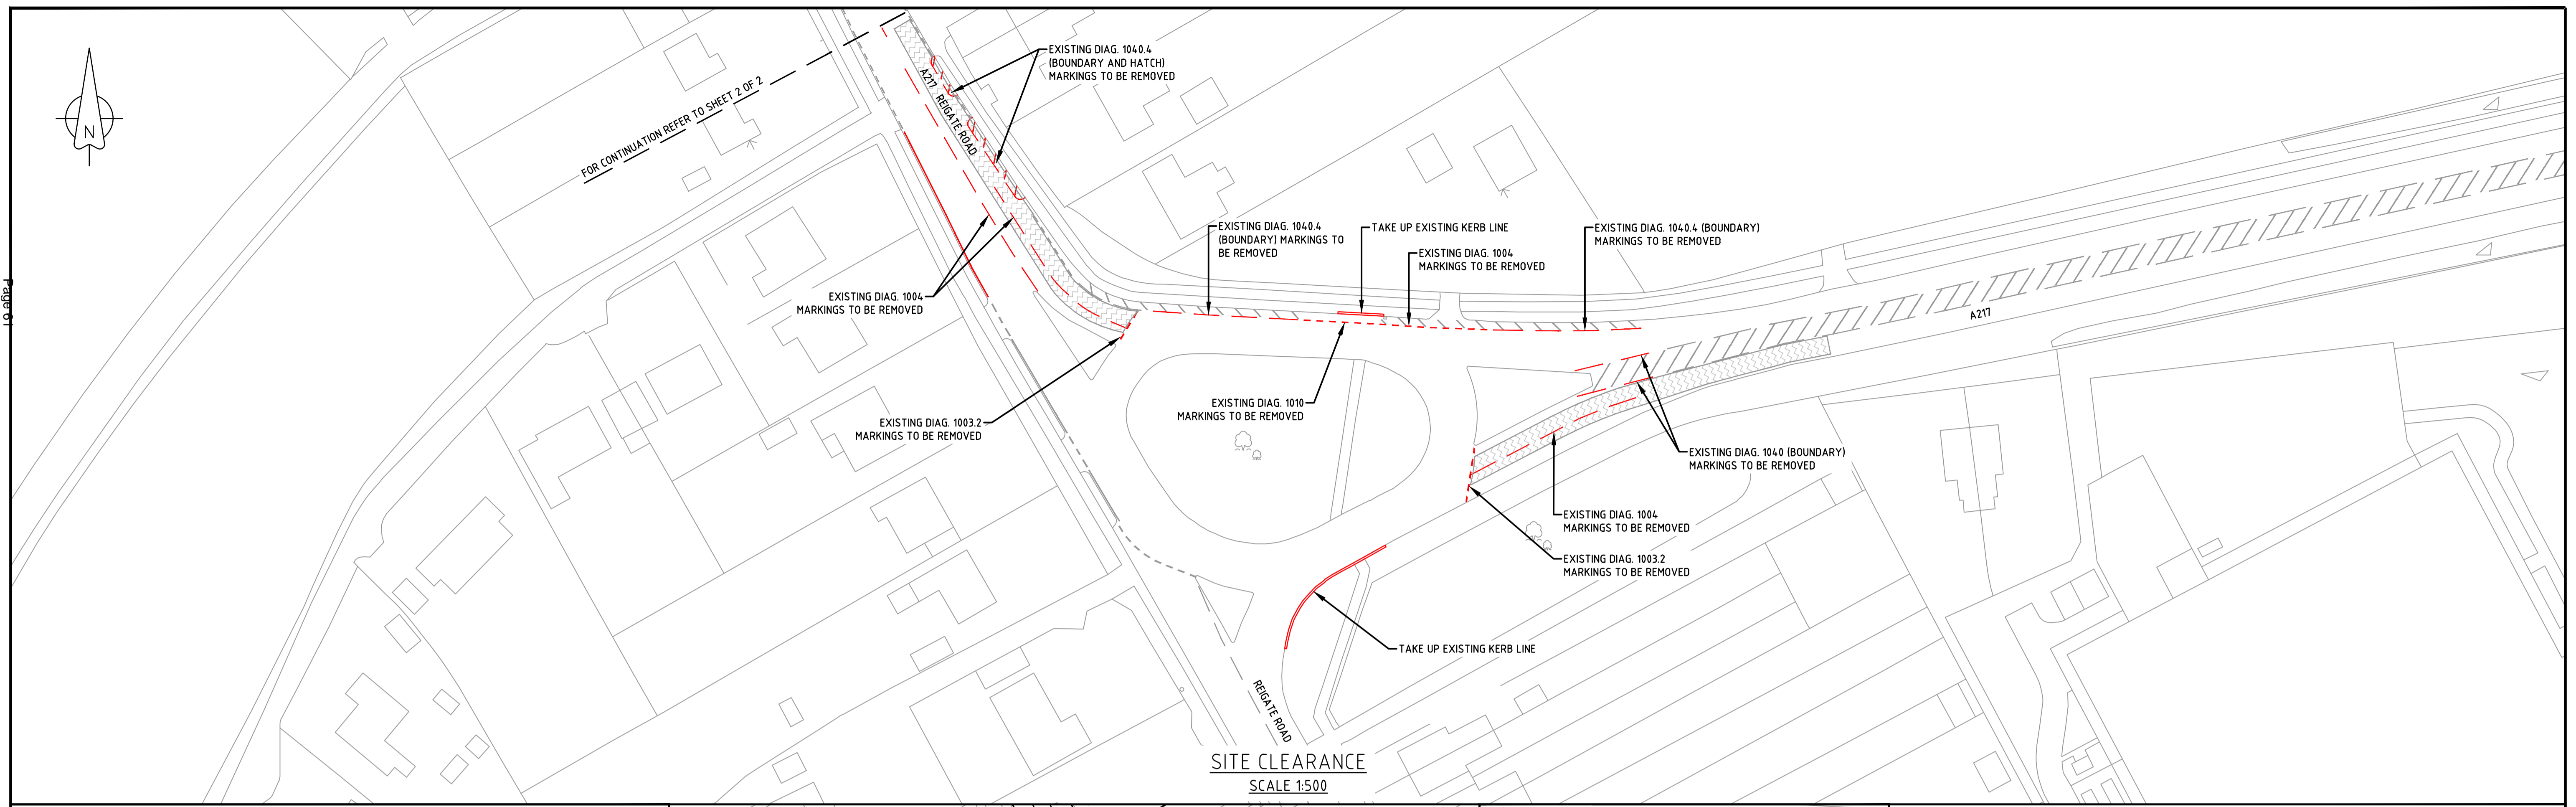 Page 61
N
FOR CONTINUATION REFER TO SHEET 2 OF 2
A217 REIGATE ROAD
EXISTING DIAG. 1040.4
(BOUNDARY AND HATCH)
MARKINGS TO BE REMOVED
EXISTING DIAG. 1004
MARKINGS TO BE REMOVED
EXISTING DIAG. 1003.2
MARKINGS TO BE REMOVED
EXISTING DIAG. 1040.4
(BOUNDARY) MARKINGS TO
BE REMOVED
TAKE UP EXISTING KERB LINE
EXISTING DIAG. 1004
MARKINGS TO BE REMOVED
EXISTING DIAG. 1040.4 (BOUNDARY)
MARKINGS TO BE REMOVED
EXISTING DIAG. 1010
MARKINGS TO BE REMOVED
A217
EXISTING DIAG. 1040 (BOUNDARY)
MARKINGS TO BE REMOVED
EXISTING DIAG. 1004
MARKINGS TO BE REMOVED
EXISTING DIAG. 1003.2
MARKINGS TO BE REMOVED
TAKE UP EXISTING KERB LINE
REIGATE ROAD
SITE CLEARANCE
SCALE 1:500